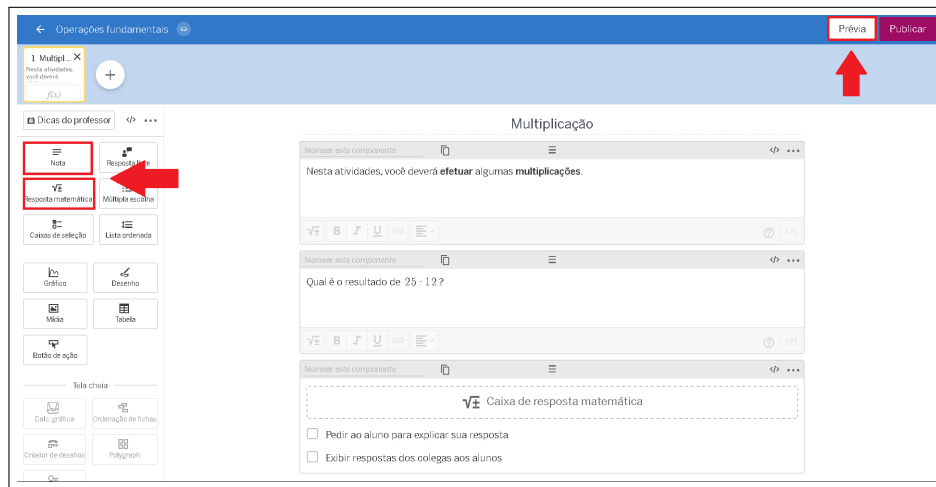 Operações fundamentais
Prévia
Publicar
1 Multipl... X
Nesta atividades,
você deverá
f(x)
+
Dicas do professor </> •••
Nota
Resposta livre
Resposta matemática
Múltipla escolha
Caixas de seleção
Lista ordenada
Gráfico
Desenho
Mídia
Tabela
Botão de ação
Tela cheia
Calc. gráfica
Ordenação de fichas
Criador de desafios
Polygraph
Multiplicação
Nomear este componente </> •••
Nesta atividades, você deverá efetuar algumas multiplicações.
√± B I U
Nomear este componente </> •••
Qual é o resultado de 25 · 12?
√± B I U
Nomear este componente </> •••
√± Caixa de resposta matemática
Pedir ao aluno para explicar sua resposta
Exibir respostas dos colegas aos alunos